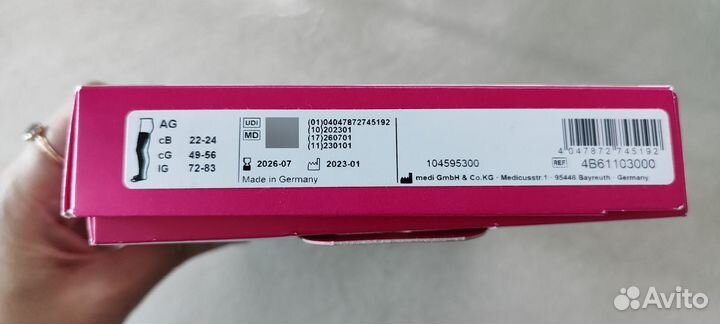 AG
cB 22-24
cG 49-56
lG 72-83
UDI
MD
(01)04047872745192
(10)202301
(17)260701
(11)230101
2026-07 2023-01
Made in Germany
104595300
medi GmbH & Co.KG · Medicusstr.1 · 95448 Bayreuth · Germany
4 047872 745192
REF 4B61103000
Avito